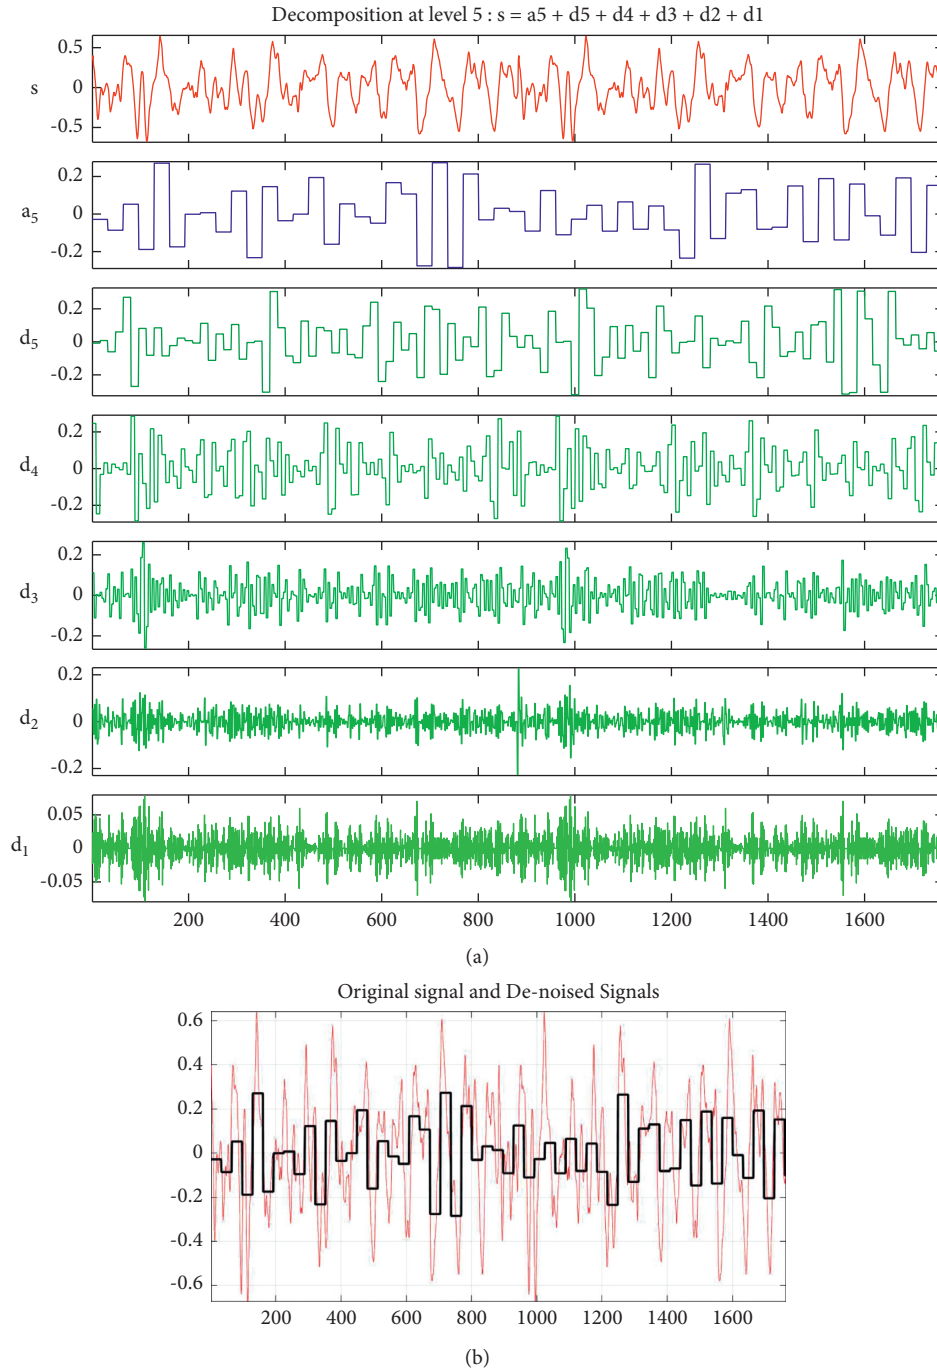 Decomposition at level 5 : s = a5 + d5 + d4 + d3 + d2 + d1
0.5
s 0
-0.5
0.2
a5 0
-0.2
0.2
d5 0
-0.2
0.2
d4 0
-0.2
0.2
d3 0
-0.2
0.2
d2 0
-0.2
0.05
d1 0
-0.05
200 400 600 800 1000 1200 1400 1600
(a)
Original signal and De-noised Signals
0.6
0.4
0.2
0
-0.2
-0.4
-0.6
200 400 600 800 1000 1200 1400 1600
(b)